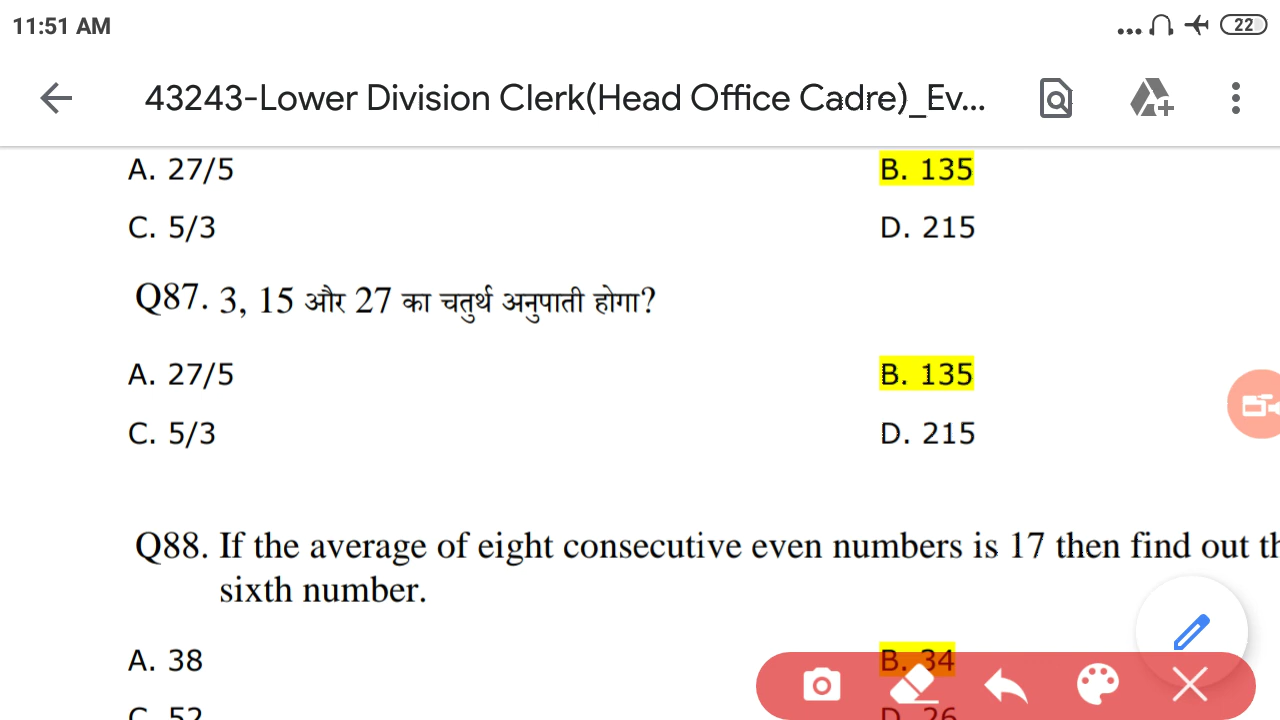 11:51 AM
22
43243-Lower Division Clerk(Head Office Cadre)_Ev...
A. 27/5 B. 135
C. 5/3 D. 215
Q87. 3, 15 और 27 का चतुर्थ अनुपाती होगा?
A. 27/5 B. 135
C. 5/3 D. 215
Q88. If the average of eight consecutive even numbers is 17 then find out th
sixth number.
A. 38 B. 34
C. 52 D. 26